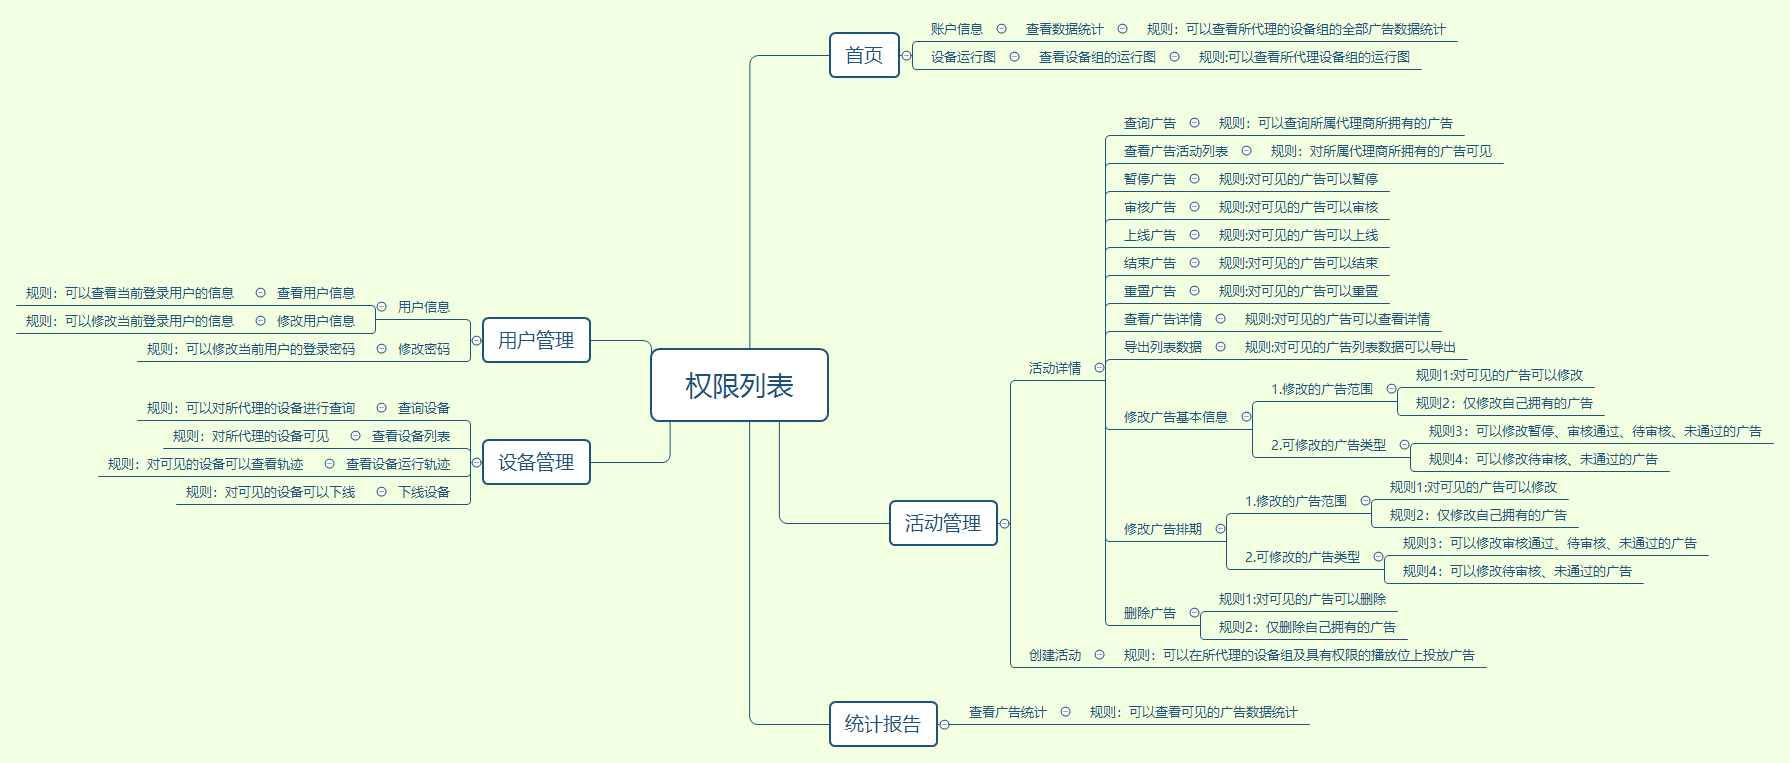 权限列表
首页
账户信息 查看数据统计 规则：可以查看所代理的设备组的全部广告数据统计
设备运行图 查看设备组的运行图 规则:可以查看所代理设备组的运行图
活动管理
活动详情
查询广告 规则：可以查询所属代理商所拥有的广告
查看广告活动列表 规则：对所属代理商所拥有的广告可见
暂停广告 规则:对可见的广告可以暂停
审核广告 规则:对可见的广告可以审核
上线广告 规则:对可见的广告可以上线
结束广告 规则:对可见的广告可以结束
重置广告 规则:对可见的广告可以重置
查看广告详情 规则:对可见的广告可以查看详情
导出列表数据 规则:对可见的广告列表数据可以导出
修改广告基本信息
1.修改的广告范围
规则1:对可见的广告可以修改
规则2：仅修改自己拥有的广告
2.可修改的广告类型
规则3：可以修改暂停、审核通过、待审核、未通过的广告
规则4：可以修改待审核、未通过的广告
修改广告排期
1.修改的广告范围
规则1:对可见的广告可以修改
规则2：仅修改自己拥有的广告
2.可修改的广告类型
规则3：可以修改审核通过、待审核、未通过的广告
规则4：可以修改待审核、未通过的广告
删除广告
规则1:对可见的广告可以删除
规则2：仅删除自己拥有的广告
创建活动 规则：可以在所代理的设备组及具有权限的播放位上投放广告
统计报告
查看广告统计 规则：可以查看可见的广告数据统计
用户管理
用户信息
规则：可以查看当前登录用户的信息 查看用户信息
规则：可以修改当前登录用户的信息 修改用户信息
规则：可以修改当前用户的登录密码 修改密码
设备管理
规则：可以对所代理的设备进行查询 查询设备
规则：对所代理的设备可见 查看设备列表
规则：对可见的设备可以查看轨迹 查看设备运行轨迹
规则：对可见的设备可以下线 下线设备